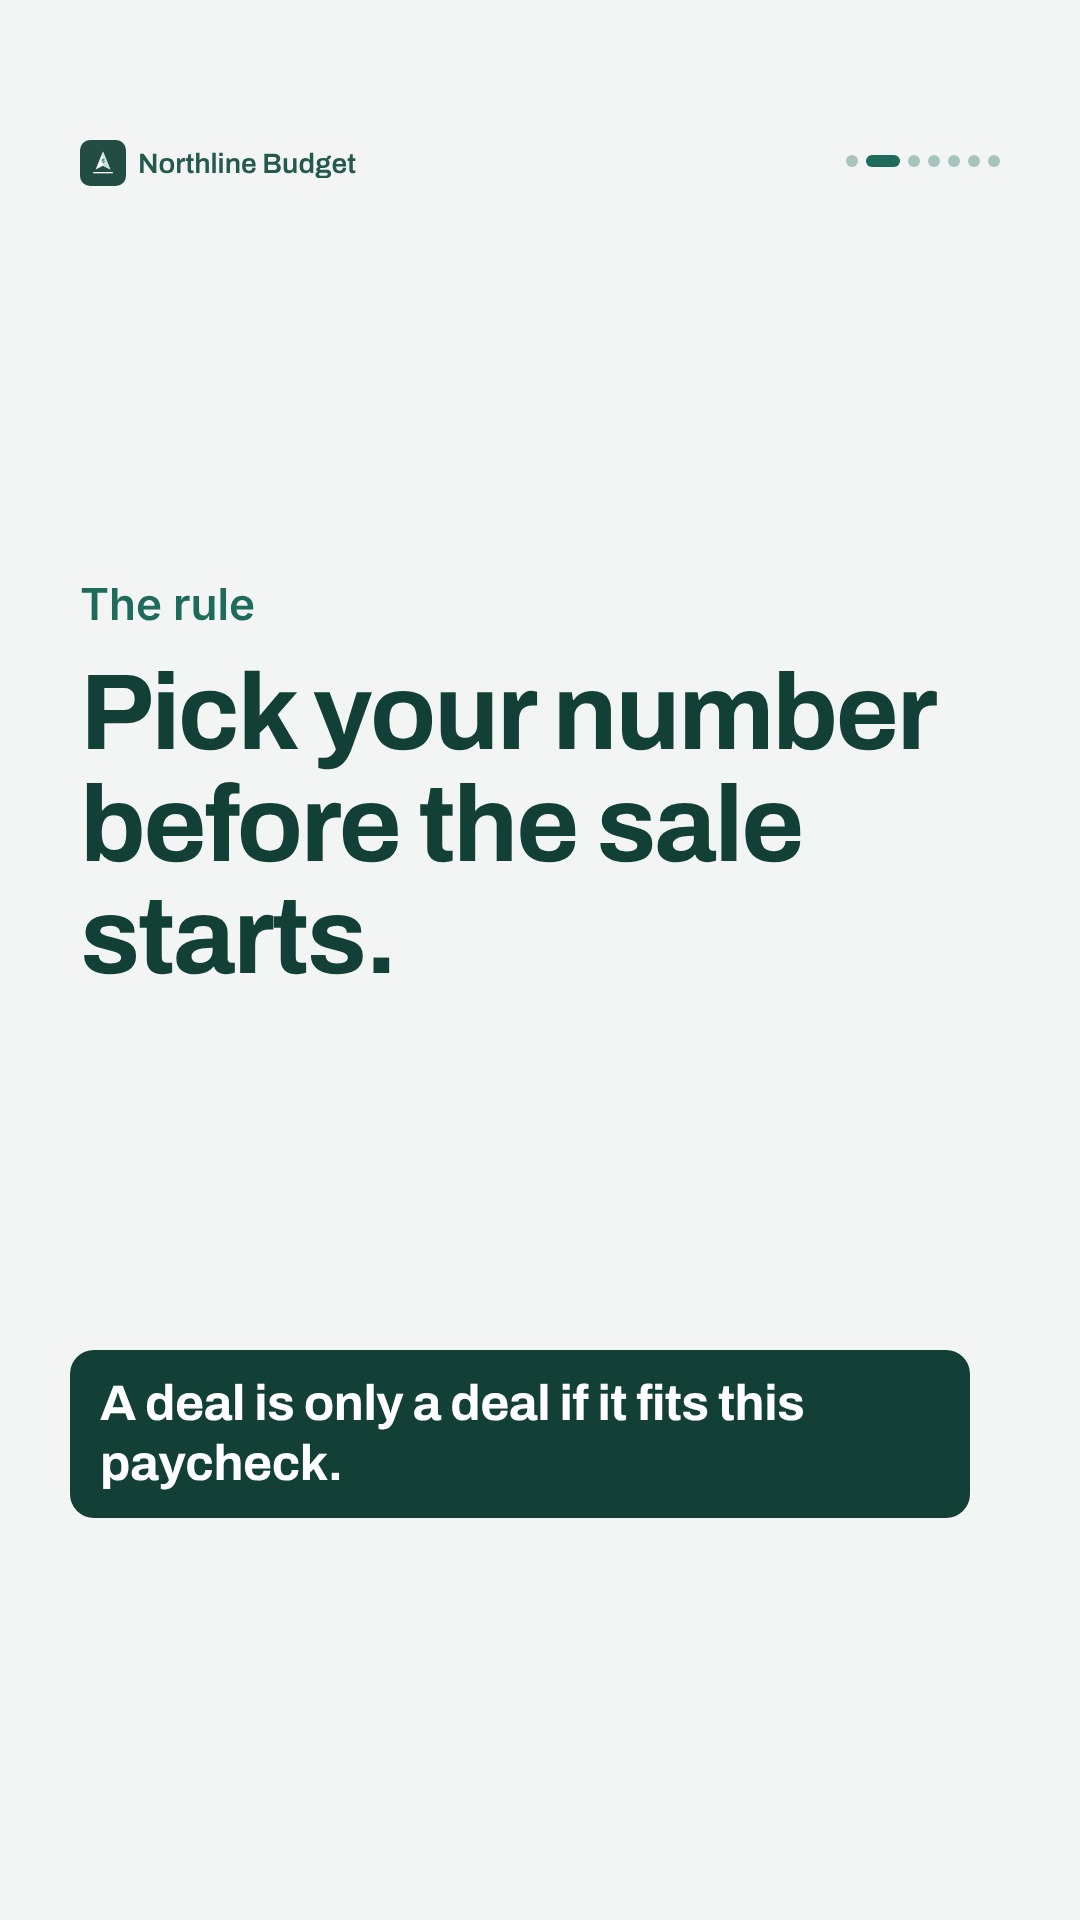 Northline Budget
The rule
Pick your number
before the sale
starts.
A deal is only a deal if it fits this
paycheck.